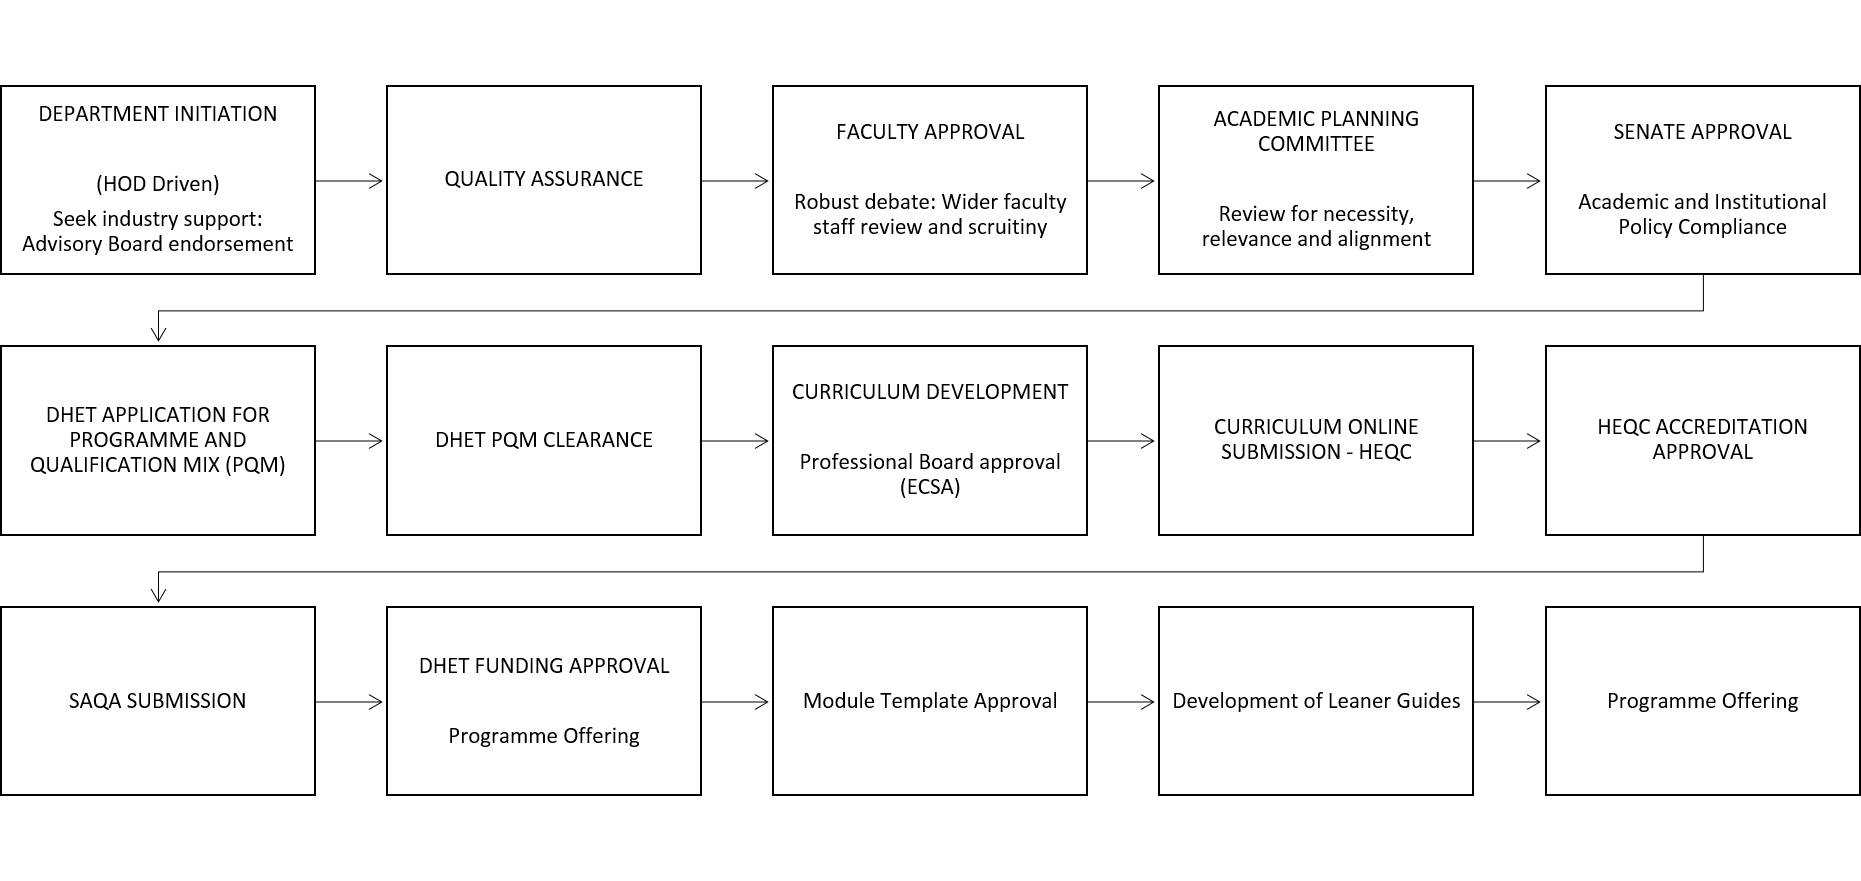 DEPARTMENT INITIATION
(HOD Driven)
Seek industry support:
Advisory Board endorsement
QUALITY ASSURANCE
FACULTY APPROVAL
Robust debate: Wider faculty
staff review and scruitiny
ACADEMIC PLANNING
COMMITTEE
Review for necessity,
relevance and alignment
SENATE APPROVAL
Academic and Institutional
Policy Compliance
DHET APPLICATION FOR
PROGRAMME AND
QUALIFICATION MIX (PQM)
DHET PQM CLEARANCE
CURRICULUM DEVELOPMENT
Professional Board approval
(ECSA)
CURRICULUM ONLINE
SUBMISSION - HEQC
HEQC ACCREDITATION
APPROVAL
SAQA SUBMISSION
DHET FUNDING APPROVAL
Programme Offering
Module Template Approval
Development of Leaner Guides
Programme Offering